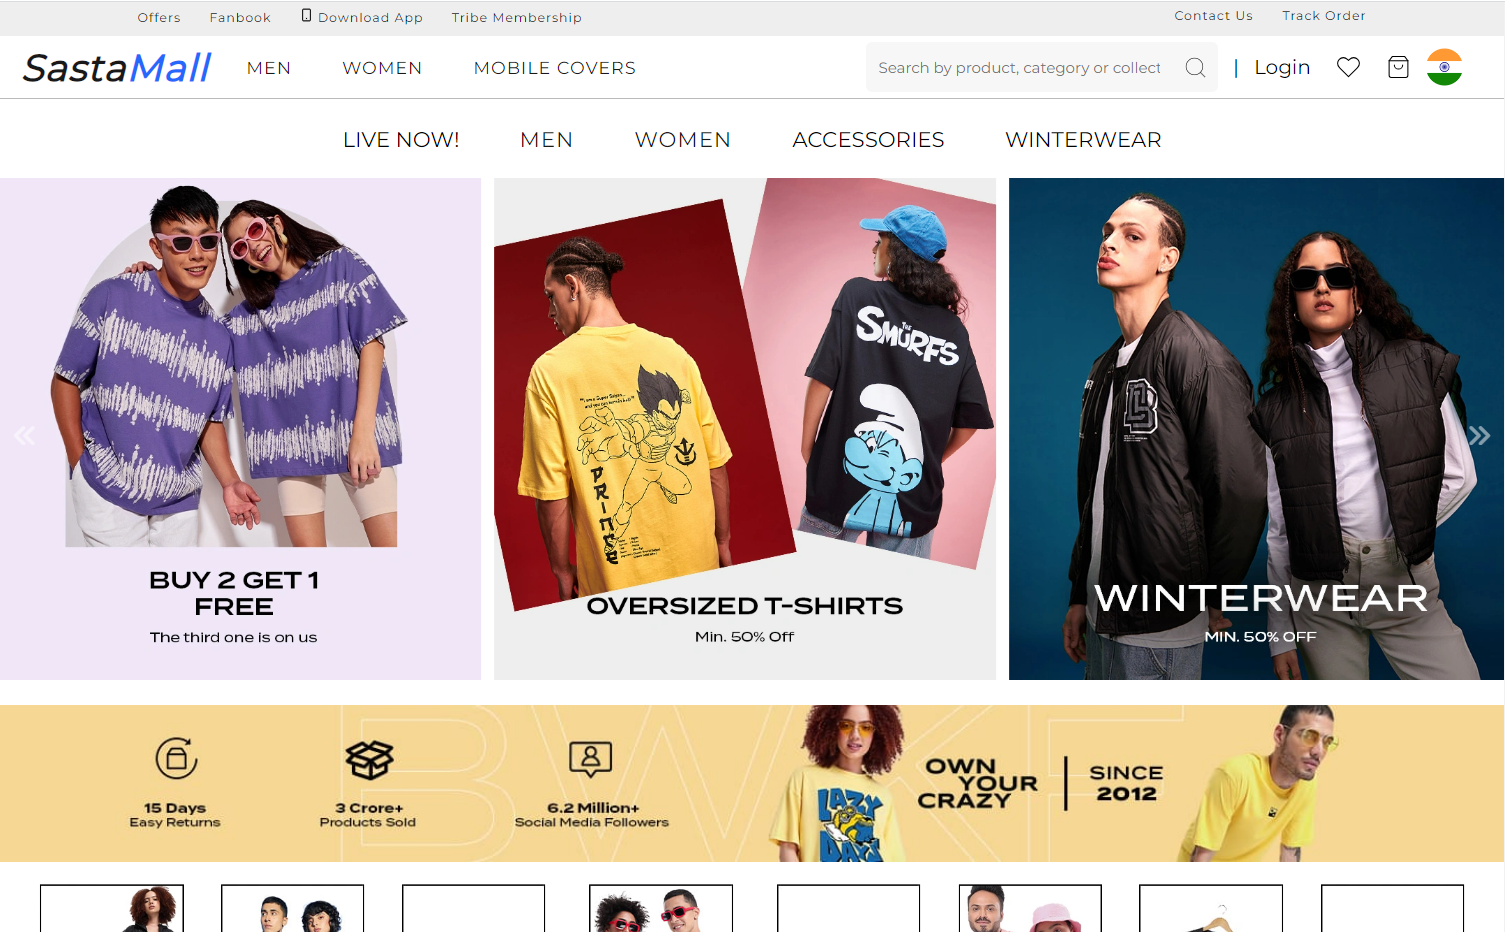 Offers Fanbook Download App Tribe Membership Contact Us Track Order
SastaMall MEN WOMEN MOBILE COVERS Search by product, category or collect | Login
LIVE NOW! MEN WOMEN ACCESSORIES WINTERWEAR
BUY 2 GET 1
FREE
The third one is on us
PRINCE
THE
SMURFS
OVERSIZED T-SHIRTS
Min. 50% Off
WINTERWEAR
MIN. 50% OFF
15 Days
Easy Returns
3 Crore+
Products Sold
6.2 Million+
Social Media Followers
LAZY
DAYS
OWN
YOUR
CRAZY
SINCE
2012